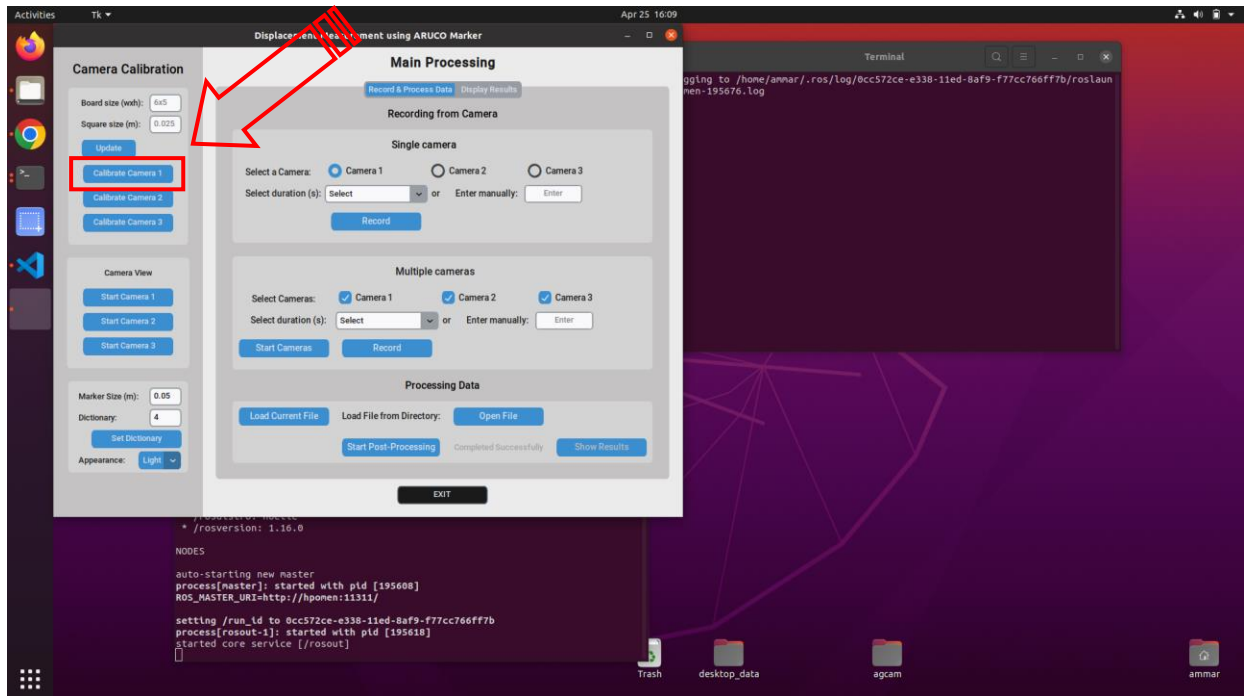 Activities
Tk
Apr 25 16:09
Displacement Measurement using ARUCO Marker
Camera Calibration
Board size (wxh): 6x5
Square size (m): 0.025
Update
Calibrate Camera 1
Calibrate Camera 2
Calibrate Camera 3
Camera View
Start Camera 1
Start Camera 2
Start Camera 3
Marker Size (m): 0.05
Dictionary: 4
Set Dictionary
Appearance: Light
Main Processing
Record & Process Data Display Results
Recording from Camera
Single camera
Select a Camera: Camera 1 Camera 2 Camera 3
Select duration (s): Select or Enter manually: Enter
Record
Multiple cameras
Select Cameras: Camera 1 Camera 2 Camera 3
Select duration (s): Select or Enter manually: Enter
Start Cameras Record
Processing Data
Load Current File Load File from Directory: Open File
Start Post-Processing Completed Successfully Show Results
EXIT
Terminal
gging to /home/ammar/.ros/log/0cc572ce-e338-11ed-8af9-f77cc766ff7b/roslaun
men-195676.log
* /rosversion: 1.16.0
NODES
auto-starting new master
process[master]: started with pid [195608]
ROS_MASTER_URI=http://hpomen:11311/
setting /run_id to 0cc572ce-e338-11ed-8af9-f77cc766ff7b
process[rosout-1]: started with pid [195618]
started core service [/rosout]
Trash
desktop_data
agcam
ammar